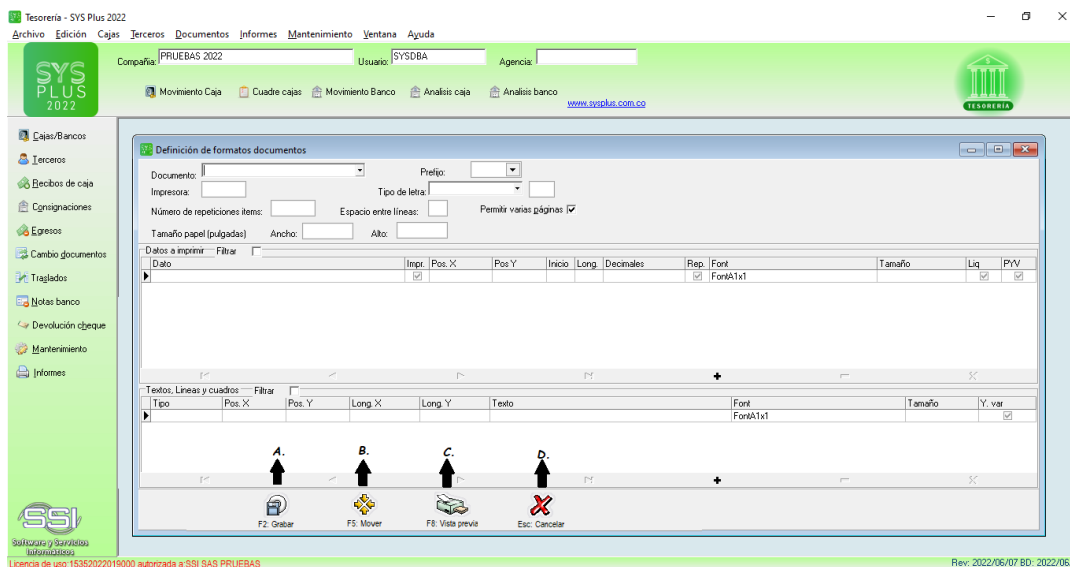 Tesorería - SYS Plus 2022
Archivo Edición Cajas Terceros Documentos Informes Mantenimiento Ventana Ayuda
SYS PLUS 2022
Compañia: PRUEBAS 2022 Usuario: SYSDBA Agencia:
Movimiento Caja Cuadre cajas Movimiento Banco Analisis caja Analisis banco
www.sysplus.com.co
TESORERÍA
Cajas/Bancos
Terceros
Recibos de caja
Consignaciones
Egresos
Cambio documentos
Traslados
Notas banco
Devolución cheque
Mantenimiento
Informes
Definición de formatos documentos
Documento: Prefijo:
Impresora: Tipo de letra:
Número de repeticiones items: Espacio entre líneas: Permitir varias páginas
Tamaño papel (pulgadas) Ancho: Alto:
Datos a imprimir Filtrar
Dato Impr. Pos. X Pos Y Inicio Long. Decimales Rep. Font Tamaño Liq PYV
FontA1x1
Textos, Lineas y cuadros Filtrar
Tipo Pos. X Pos. Y Long. X Long. Y Texto Font Tamaño Y. var
FontA1x1
A. B. C. D.
F2: Grabar F5: Mover F8: Vista previa Esc: Cancelar
SSI
Software y Servicios
Informáticos
Licencia de uso:15352022019000 autorizada a:SSI SAS PRUEBAS Rev: 2022/06/07 BD: 2022/06